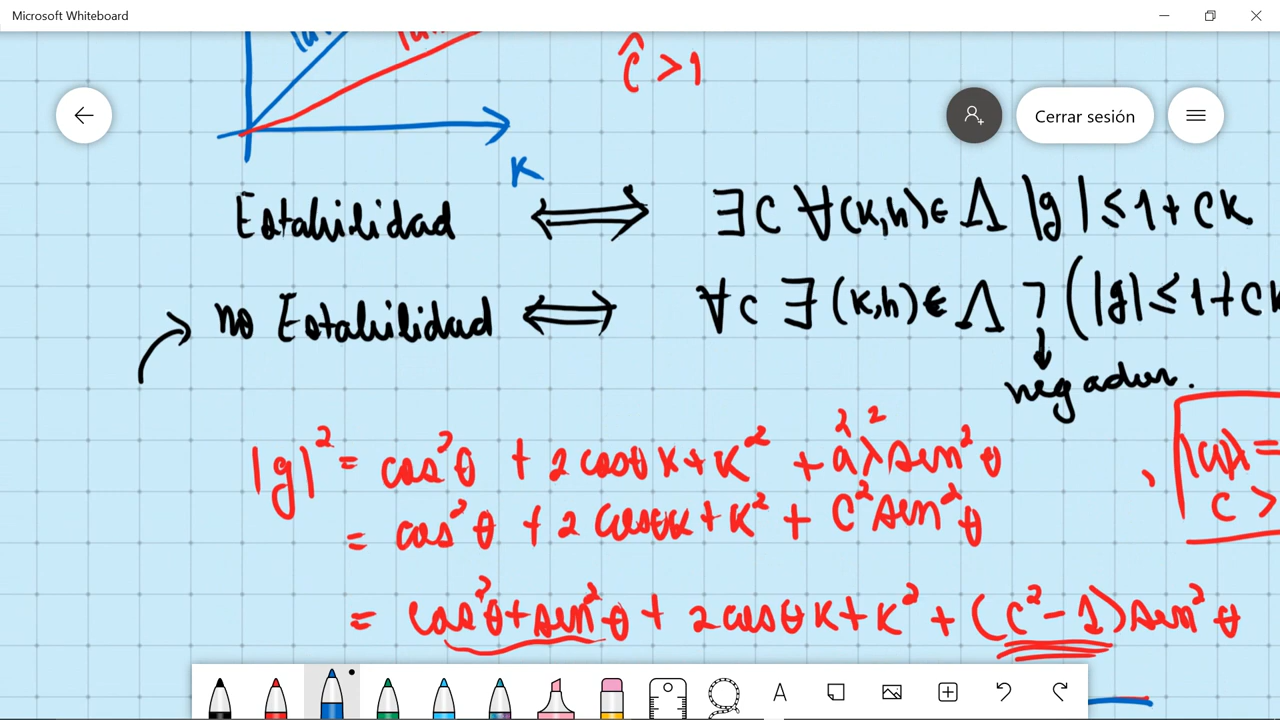 Microsoft Whiteboard
ĉ > 1
Cerrar sesión
K
Estabilidad ⟺ ∃C ∀(k,h)∈ Λ |g| ≤ 1 + CK
no Estabilidad ⟺ ∀C ∃(k,h)∈ Λ ¬(|g| ≤ 1 + CK
↓
|g|² = cos²θ + 2cosθ K + K² + a²λ²sen²θ , |aλ| =
= cos²θ + 2cosθK + K² + C²sen²θ C >
= cos²θ + sen²θ + 2cosθ K + K² + (C² - 1)sen²θ
A